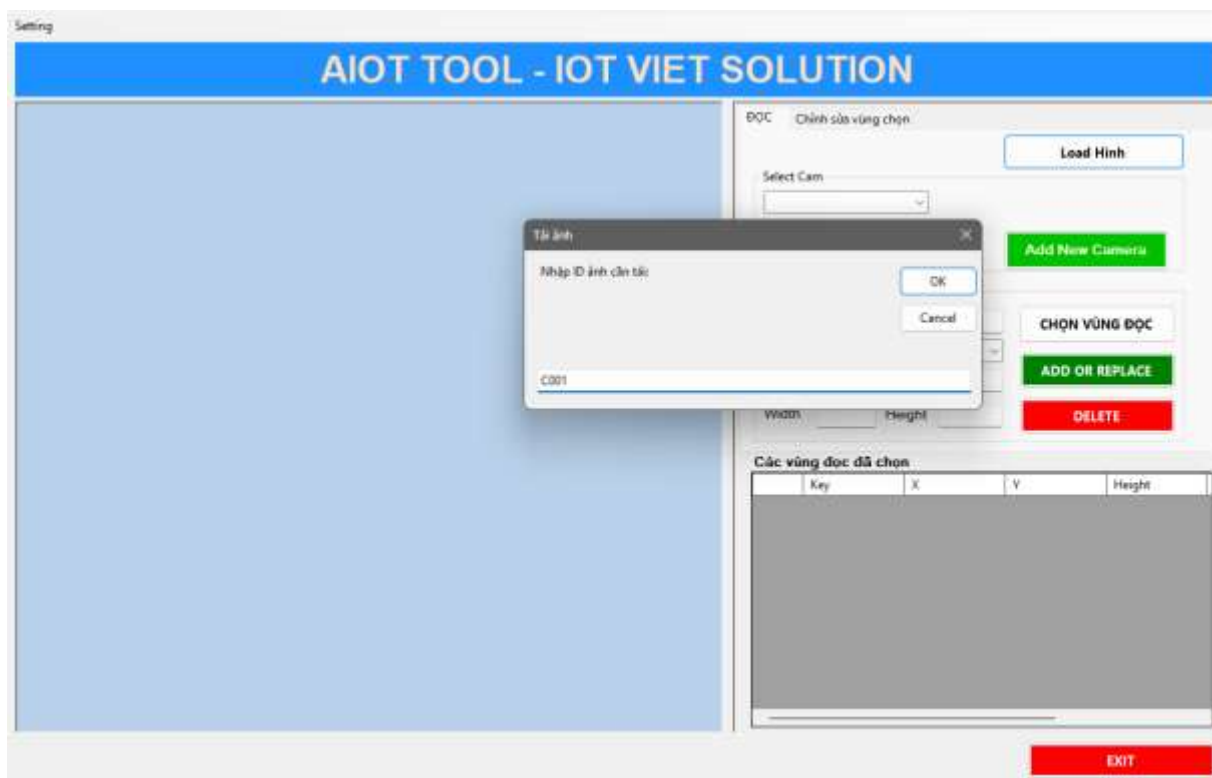 Setting
AIOT TOOL - IOT VIET SOLUTION
ĐỌC Chỉnh sửa vùng chọn
Load Hình
Select Cam
Tải ảnh
Nhập ID ảnh cần tải:
OK
Cancel
C001
Add New Camera
CHỌN VÙNG ĐỌC
ADD OR REPLACE
Width Height
DELETE
Các vùng đọc đã chọn
Key X Y Height
EXIT